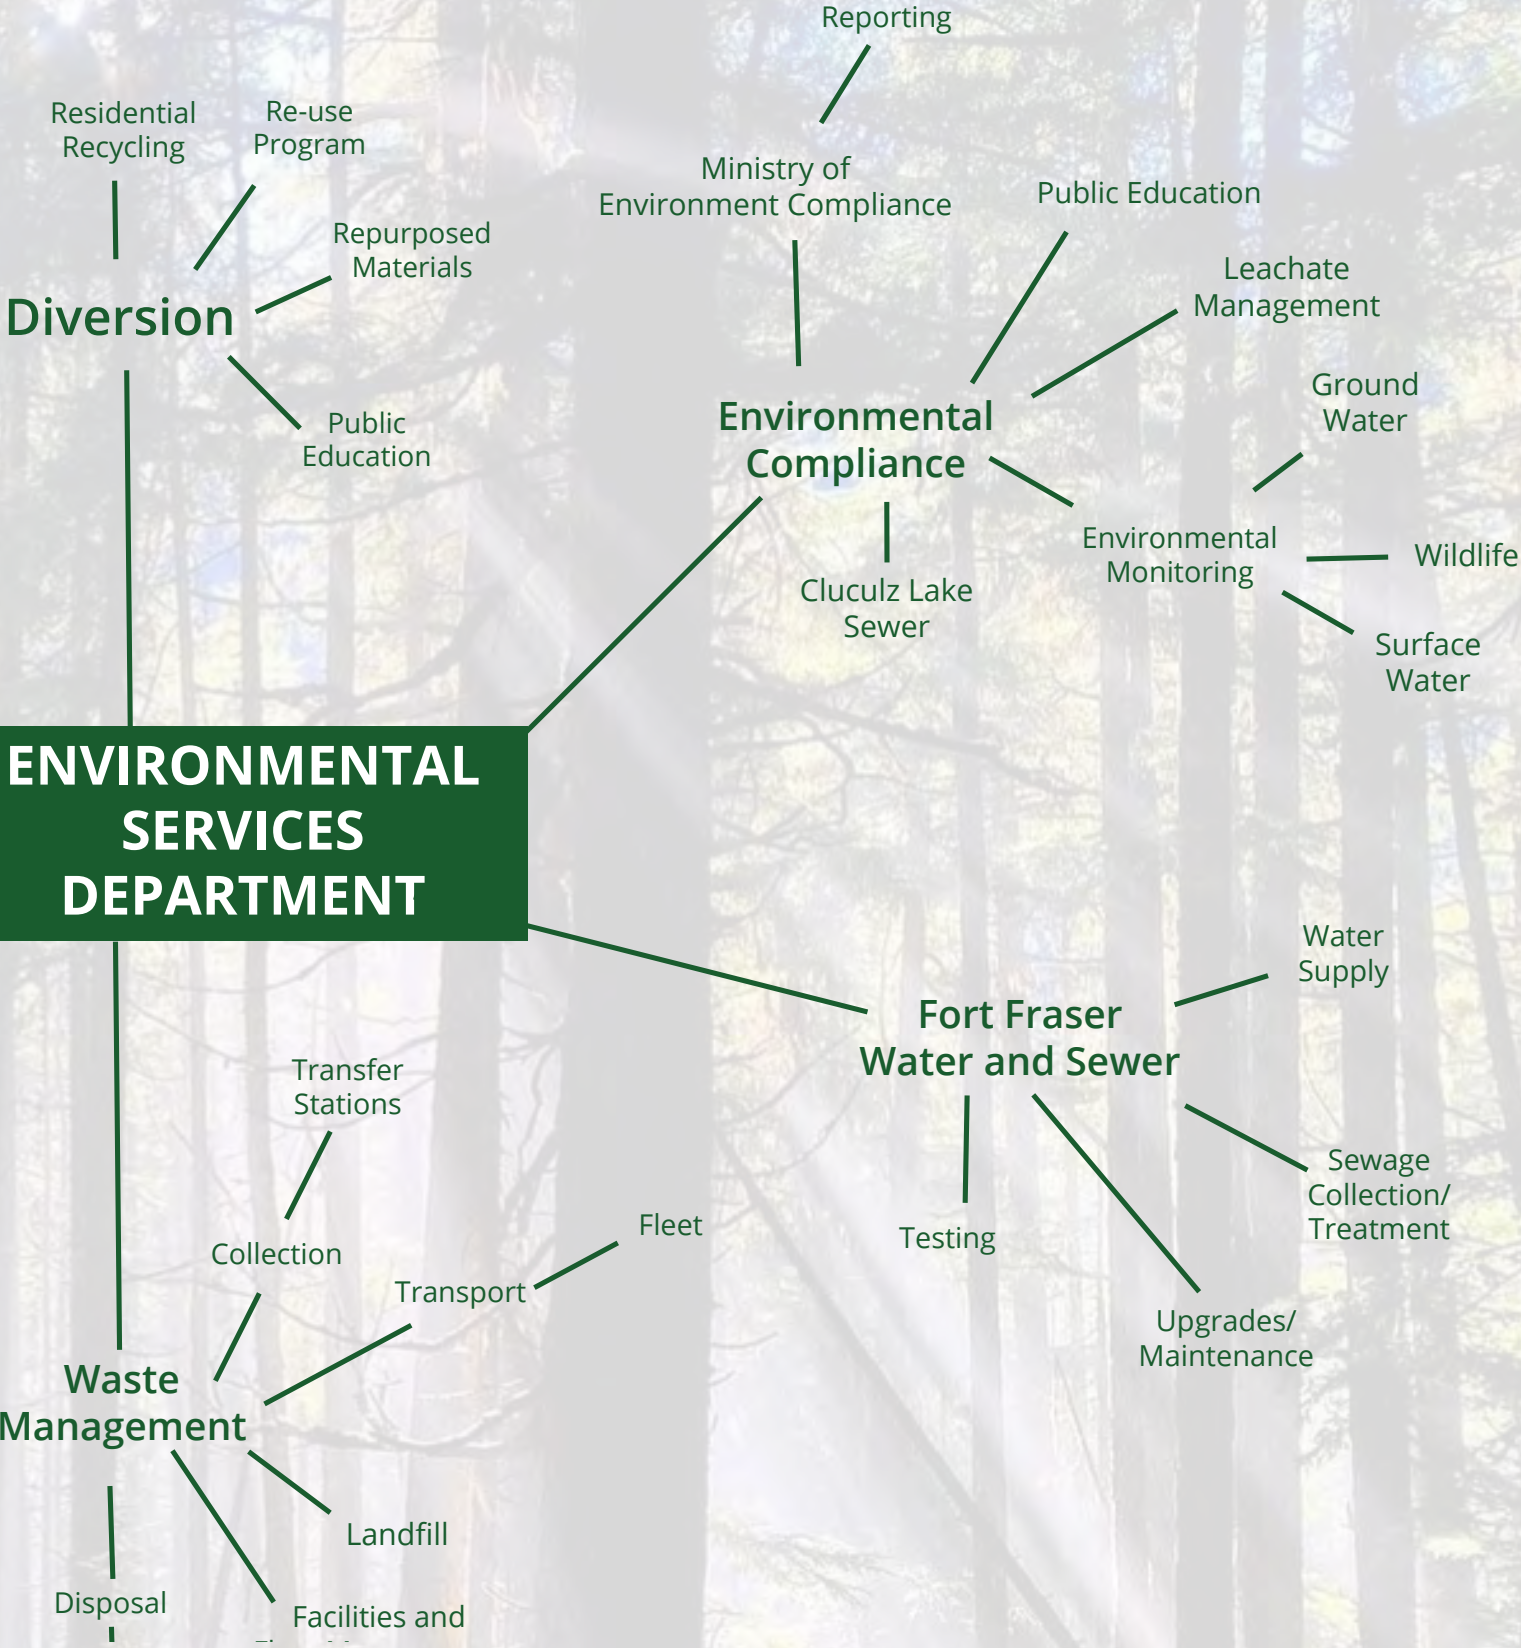 Reporting
Residential
Recycling
Re-use
Program
Repurposed
Materials
Diversion
Public
Education
Ministry of
Environment Compliance
Public Education
Leachate
Management
Ground
Water
Environmental
Compliance
Environmental
Monitoring
Wildlife
Cluculz Lake
Sewer
Surface
Water
ENVIRONMENTAL
SERVICES
DEPARTMENT
Water
Supply
Fort Fraser
Water and Sewer
Transfer
Stations
Sewage
Collection/
Treatment
Fleet
Testing
Collection
Transport
Upgrades/
Maintenance
Waste
Management
Landfill
Disposal
Facilities and